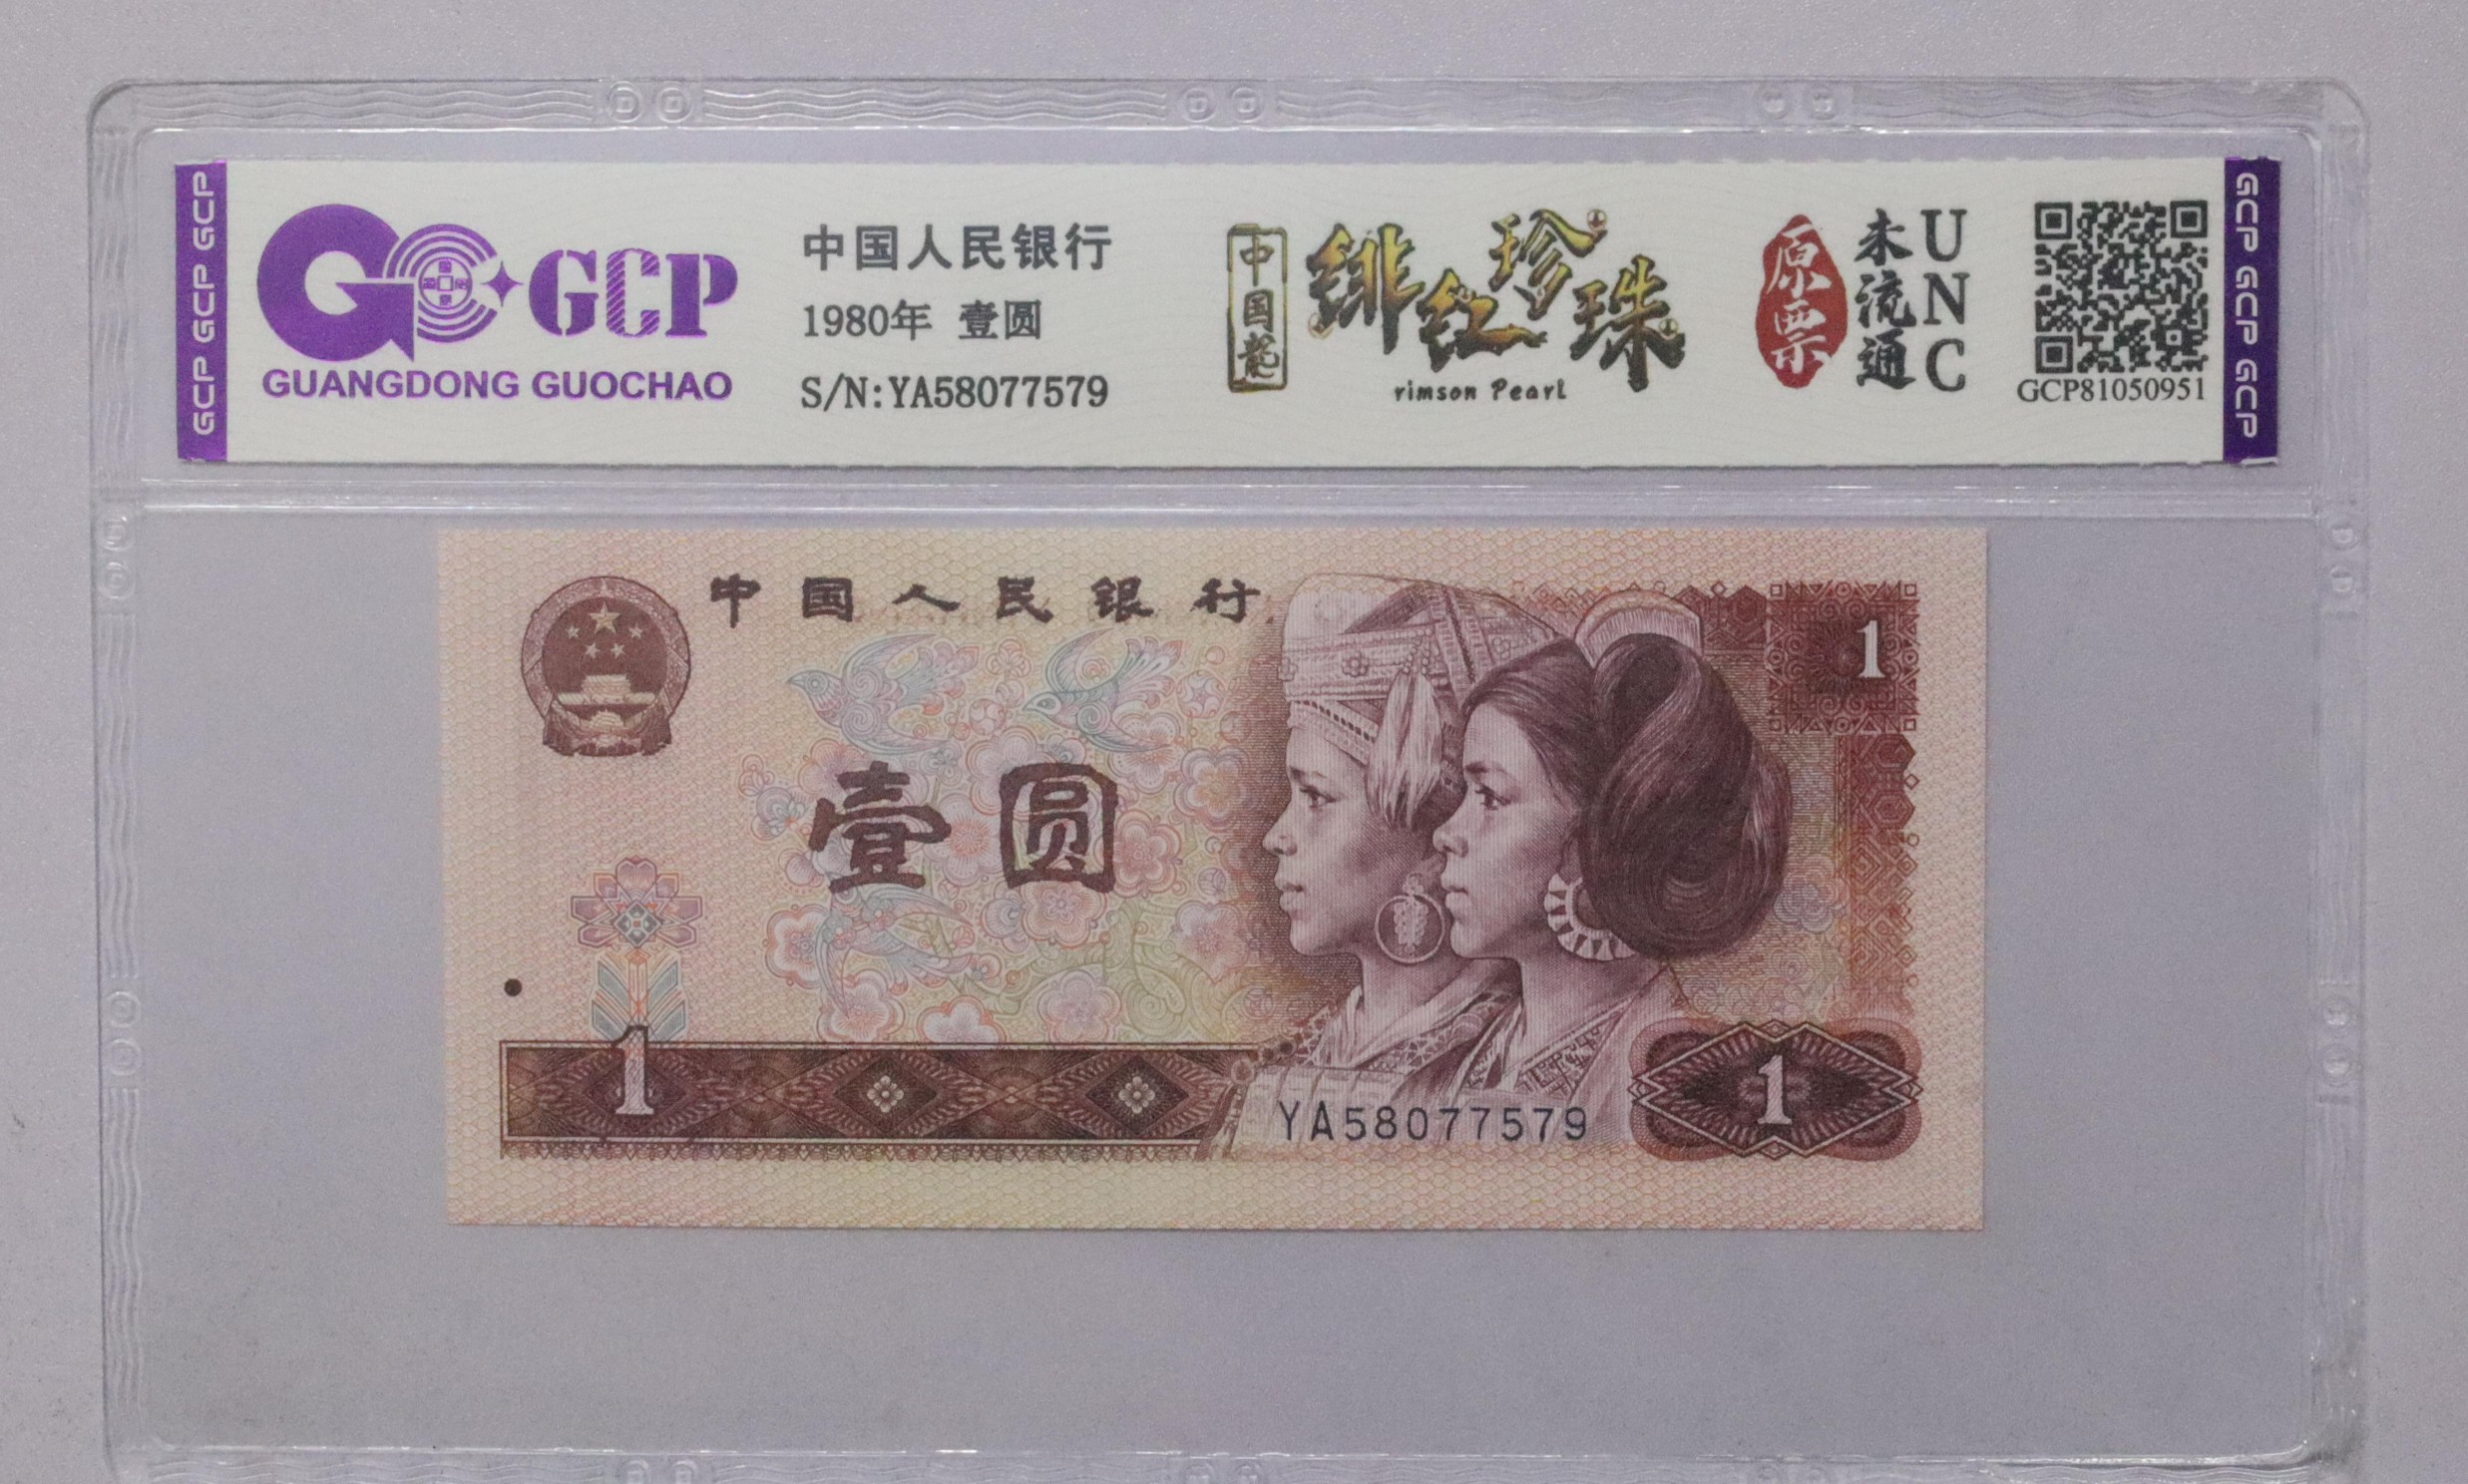 GCP GCP GCP
GCP
GUANGDONG GUOCHAO
中国人民银行
1980年 壹圆
S/N:YA58077579
中国龙
绯红珍珠
rimson Pearl
原票
未流通
UNC
GCP81050951
GCP GCP GCP
中国人民银行
1
壹圆
1
YA58077579
1